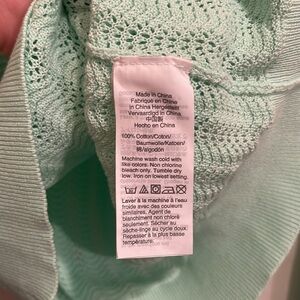 Made in China
Fabriqué en Chine
in China Hergestellt
Vervaardigd in China
中国制造
Hecho en China
100% Cotton/Coton/
Baumwolle/Katoen/
棉/algodón
Machine wash cold with
like colors. Non chlorine
bleach only. Tumble dry
low. Iron on lowest setting.
Laver à la machine à l'eau
froide avec des couleurs
similaires. Agent de
blanchiment non chloré
seulement. Sécher au
sèche-linge au cycle doux.
Repasser à la plus basse
température.